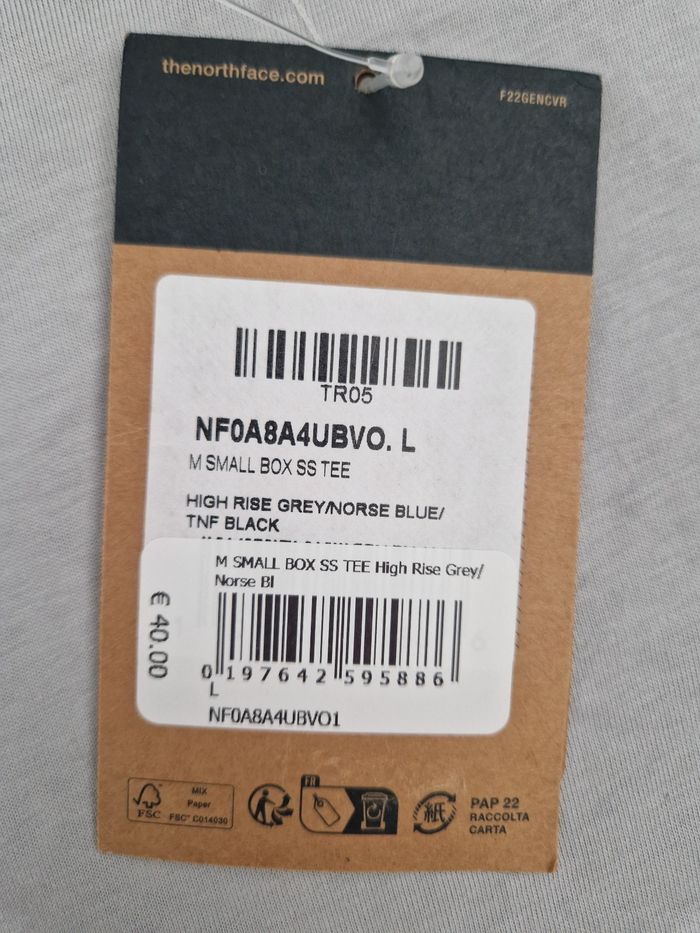 thenorthface.com
F22GENCVR
TR05
NF0A8A4UBVO. L
M SMALL BOX SS TEE
HIGH RISE GREY/NORSE BLUE/
TNF BLACK
M SMALL BOX SS TEE High Rise Grey/
Norse Bl
€ 40.00
0 197642 595886
L
NF0A8A4UBVO1
FSC
MIX
Paper
FSC™ C014030
FR
紙
PAP 22
RACCOLTA
CARTA